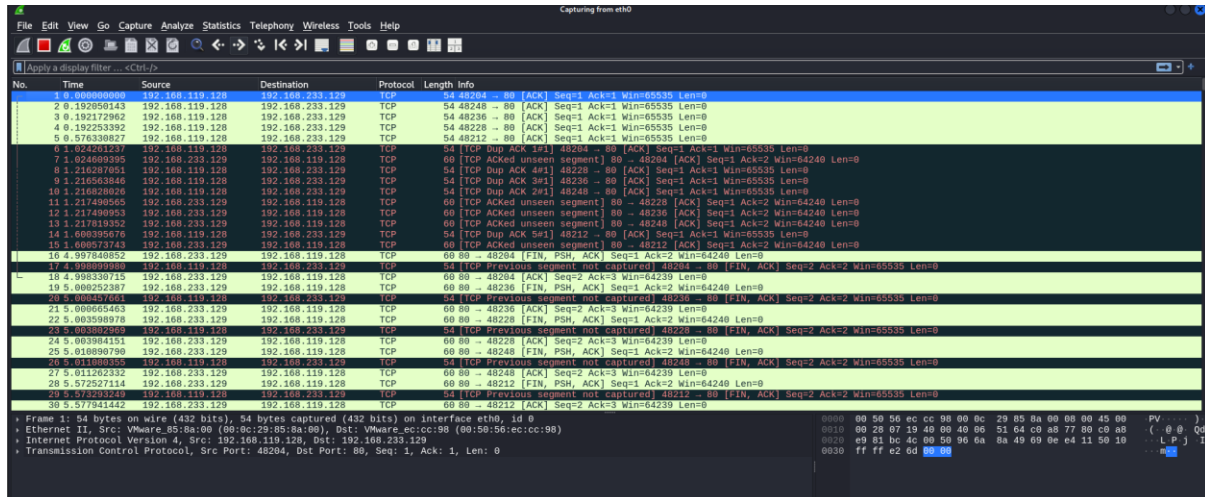 Capturing from eth0
File Edit View Go Capture Analyze Statistics Telephony Wireless Tools Help
Apply a display filter ... <Ctrl-/>
No. Time Source Destination Protocol Length Info
1 0.000000000 192.168.119.128 192.168.233.129 TCP 54 48204 → 80 [ACK] Seq=1 Ack=1 Win=65535 Len=0
2 0.192050143 192.168.119.128 192.168.233.129 TCP 54 48248 → 80 [ACK] Seq=1 Ack=1 Win=65535 Len=0
3 0.192172962 192.168.119.128 192.168.233.129 TCP 54 48236 → 80 [ACK] Seq=1 Ack=1 Win=65535 Len=0
4 0.192253392 192.168.119.128 192.168.233.129 TCP 54 48228 → 80 [ACK] Seq=1 Ack=1 Win=65535 Len=0
5 0.576330827 192.168.119.128 192.168.233.129 TCP 54 48212 → 80 [ACK] Seq=1 Ack=1 Win=65535 Len=0
6 1.024261237 192.168.119.128 192.168.233.129 TCP 54 [TCP Dup ACK 1#1] 48204 → 80 [ACK] Seq=1 Ack=1 Win=65535 Len=0
7 1.024609395 192.168.233.129 192.168.119.128 TCP 60 [TCP ACKed unseen segment] 80 → 48204 [ACK] Seq=1 Ack=2 Win=64240 Len=0
8 1.216287051 192.168.119.128 192.168.233.129 TCP 54 [TCP Dup ACK 4#1] 48228 → 80 [ACK] Seq=1 Ack=1 Win=65535 Len=0
9 1.216563846 192.168.119.128 192.168.233.129 TCP 54 [TCP Dup ACK 3#1] 48236 → 80 [ACK] Seq=1 Ack=1 Win=65535 Len=0
10 1.216828026 192.168.119.128 192.168.233.129 TCP 54 [TCP Dup ACK 2#1] 48248 → 80 [ACK] Seq=1 Ack=1 Win=65535 Len=0
11 1.217490565 192.168.233.129 192.168.119.128 TCP 60 [TCP ACKed unseen segment] 80 → 48228 [ACK] Seq=1 Ack=2 Win=64240 Len=0
12 1.217490953 192.168.233.129 192.168.119.128 TCP 60 [TCP ACKed unseen segment] 80 → 48236 [ACK] Seq=1 Ack=2 Win=64240 Len=0
13 1.217819352 192.168.233.129 192.168.119.128 TCP 60 [TCP ACKed unseen segment] 80 → 48248 [ACK] Seq=1 Ack=2 Win=64240 Len=0
14 1.600395676 192.168.119.128 192.168.233.129 TCP 54 [TCP Dup ACK 5#1] 48212 → 80 [ACK] Seq=1 Ack=1 Win=65535 Len=0
15 1.600573743 192.168.233.129 192.168.119.128 TCP 60 [TCP ACKed unseen segment] 80 → 48212 [ACK] Seq=1 Ack=2 Win=64240 Len=0
16 4.997840852 192.168.233.129 192.168.119.128 TCP 60 80 → 48204 [FIN, PSH, ACK] Seq=1 Ack=2 Win=64240 Len=0
17 4.998099980 192.168.119.128 192.168.233.129 TCP 54 [TCP Previous segment not captured] 48204 → 80 [FIN, ACK] Seq=2 Ack=2 Win=65535 Len=0
18 4.998330715 192.168.233.129 192.168.119.128 TCP 60 80 → 48204 [ACK] Seq=2 Ack=3 Win=64239 Len=0
19 5.000252387 192.168.233.129 192.168.119.128 TCP 60 80 → 48236 [FIN, PSH, ACK] Seq=1 Ack=2 Win=64240 Len=0
20 5.000457661 192.168.119.128 192.168.233.129 TCP 54 [TCP Previous segment not captured] 48236 → 80 [FIN, ACK] Seq=2 Ack=2 Win=65535 Len=0
21 5.000665463 192.168.233.129 192.168.119.128 TCP 60 80 → 48236 [ACK] Seq=2 Ack=3 Win=64239 Len=0
22 5.003598978 192.168.233.129 192.168.119.128 TCP 60 80 → 48228 [FIN, PSH, ACK] Seq=1 Ack=2 Win=64240 Len=0
23 5.003802969 192.168.119.128 192.168.233.129 TCP 54 [TCP Previous segment not captured] 48228 → 80 [FIN, ACK] Seq=2 Ack=2 Win=65535 Len=0
24 5.003984151 192.168.233.129 192.168.119.128 TCP 60 80 → 48228 [ACK] Seq=2 Ack=3 Win=64239 Len=0
25 5.010890790 192.168.233.129 192.168.119.128 TCP 60 80 → 48248 [FIN, PSH, ACK] Seq=1 Ack=2 Win=64240 Len=0
26 5.011080355 192.168.119.128 192.168.233.129 TCP 54 [TCP Previous segment not captured] 48248 → 80 [FIN, ACK] Seq=2 Ack=2 Win=65535 Len=0
27 5.011262332 192.168.233.129 192.168.119.128 TCP 60 80 → 48248 [ACK] Seq=2 Ack=3 Win=64239 Len=0
28 5.572527114 192.168.233.129 192.168.119.128 TCP 60 80 → 48212 [FIN, PSH, ACK] Seq=1 Ack=2 Win=64240 Len=0
29 5.573293249 192.168.119.128 192.168.233.129 TCP 54 [TCP Previous segment not captured] 48212 → 80 [FIN, ACK] Seq=2 Ack=2 Win=65535 Len=0
30 5.577941442 192.168.233.129 192.168.119.128 TCP 60 80 → 48212 [ACK] Seq=2 Ack=3 Win=64239 Len=0
Frame 1: 54 bytes on wire (432 bits), 54 bytes captured (432 bits) on interface eth0, id 0
Ethernet II, Src: VMware_85:8a:00 (00:0c:29:85:8a:00), Dst: VMware_ec:cc:98 (00:50:56:ec:cc:98)
Internet Protocol Version 4, Src: 192.168.119.128, Dst: 192.168.233.129
Transmission Control Protocol, Src Port: 48204, Dst Port: 80, Seq: 1, Ack: 1, Len: 0
0000 00 50 56 ec cc 98 00 0c 29 85 8a 00 08 00 45 00 ·PV·····)
0010 00 28 07 19 40 00 40 06 51 64 c0 a8 77 80 c0 a8 ·(··@·@·Qd
0020 e9 81 bc 4c 00 50 96 6a 8a 49 69 0e e4 11 50 10 ···L·P·j·I
0030 ff ff e2 6d 00 00 ···m··